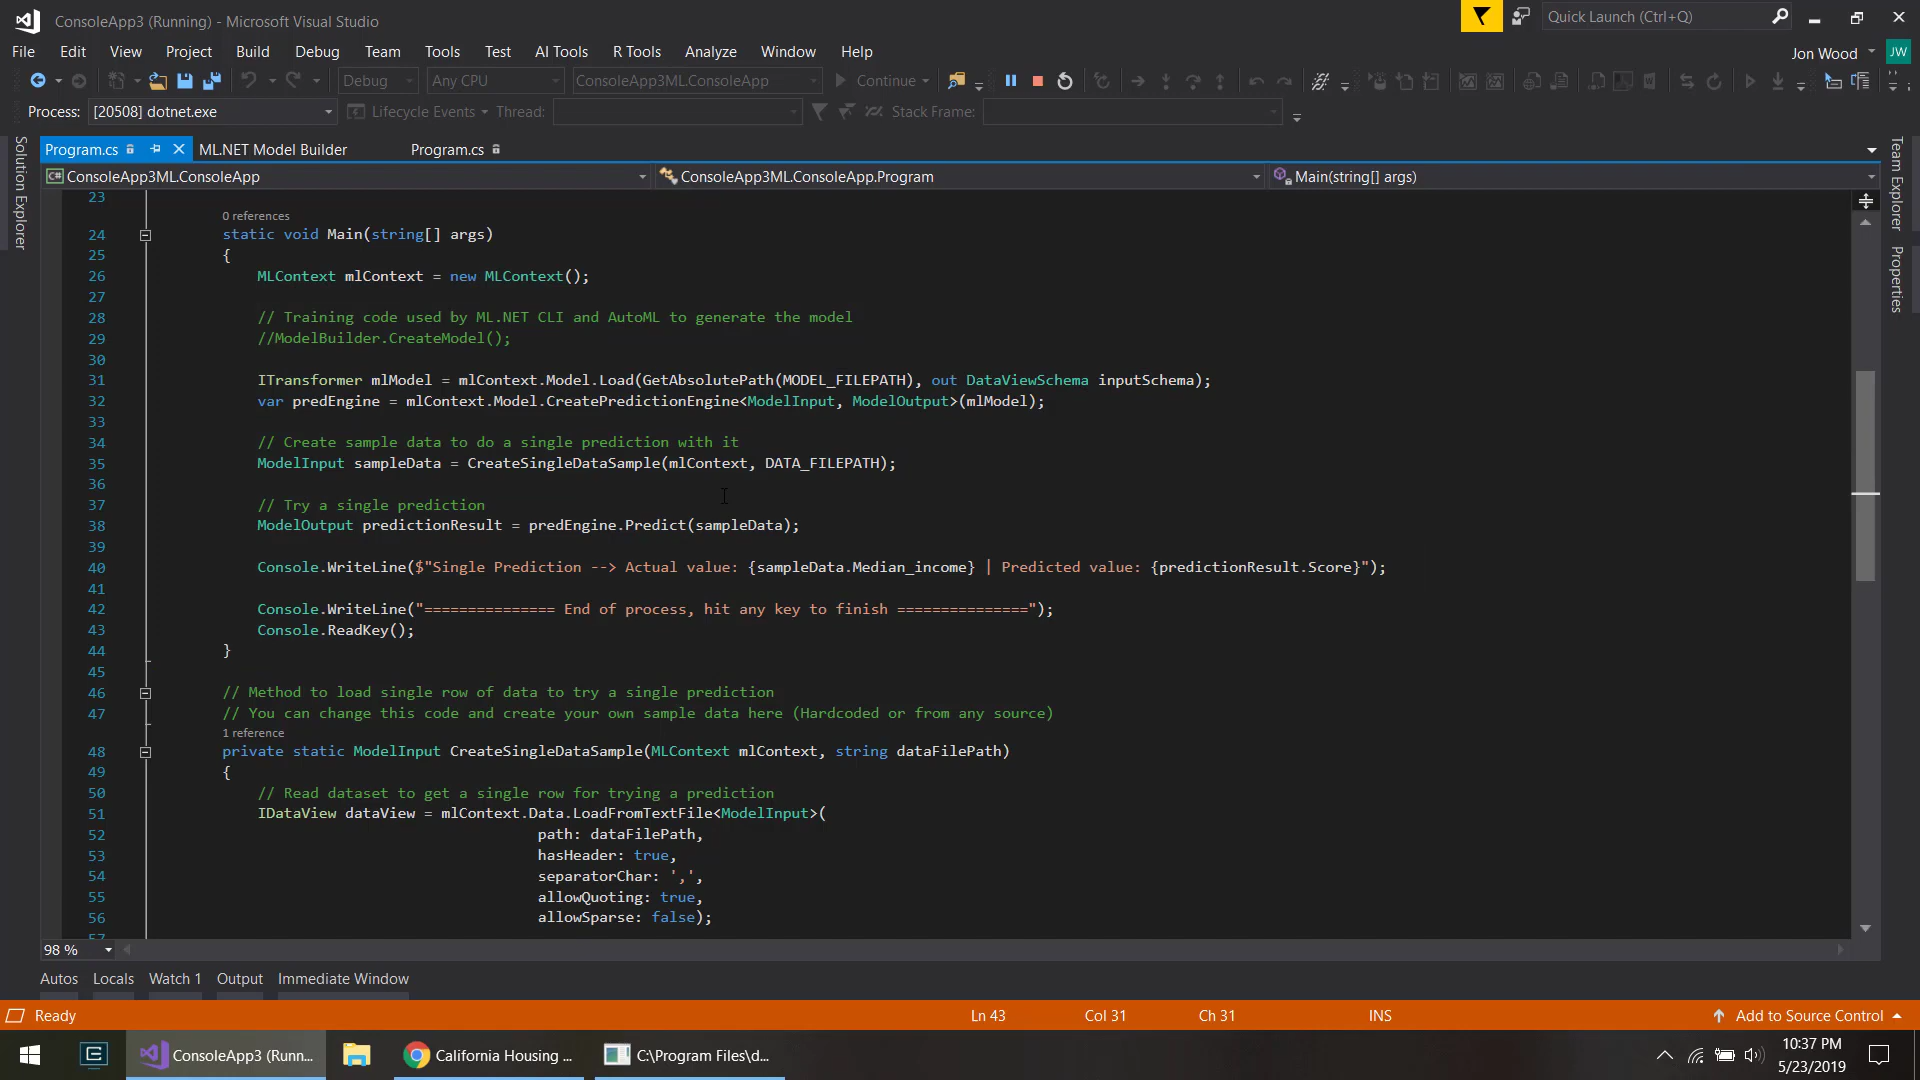 ConsoleApp3 (Running) - Microsoft Visual Studio
Quick Launch (Ctrl+Q)
File Edit View Project Build Debug Team Tools Test AI Tools R Tools Analyze Window Help
Jon Wood JW
Debug Any CPU ConsoleApp3ML.ConsoleApp Continue
Process: [20508] dotnet.exe Lifecycle Events Thread: Stack Frame:
Solution Explorer
Team Explorer
Properties
Program.cs ML.NET Model Builder Program.cs
C# ConsoleApp3ML.ConsoleApp ConsoleApp3ML.ConsoleApp.Program Main(string[] args)
23
0 references
24 static void Main(string[] args)
25 {
26 MLContext mlContext = new MLContext();
27
28 // Training code used by ML.NET CLI and AutoML to generate the model
29 //ModelBuilder.CreateModel();
30
31 ITransformer mlModel = mlContext.Model.Load(GetAbsolutePath(MODEL_FILEPATH), out DataViewSchema inputSchema);
32 var predEngine = mlContext.Model.CreatePredictionEngine<ModelInput, ModelOutput>(mlModel);
33
34 // Create sample data to do a single prediction with it
35 ModelInput sampleData = CreateSingleDataSample(mlContext, DATA_FILEPATH);
36
37 // Try a single prediction
38 ModelOutput predictionResult = predEngine.Predict(sampleData);
39
40 Console.WriteLine($"Single Prediction --> Actual value: {sampleData.Median_income} | Predicted value: {predictionResult.Score}");
41
42 Console.WriteLine("=============== End of process, hit any key to finish ===============");
43 Console.ReadKey();
44 }
45
46 // Method to load single row of data to try a single prediction
47 // You can change this code and create your own sample data here (Hardcoded or from any source)
1 reference
48 private static ModelInput CreateSingleDataSample(MLContext mlContext, string dataFilePath)
49 {
50 // Read dataset to get a single row for trying a prediction
51 IDataView dataView = mlContext.Data.LoadFromTextFile<ModelInput>(
52 path: dataFilePath,
53 hasHeader: true,
54 separatorChar: ',',
55 allowQuoting: true,
56 allowSparse: false);
57
98 %
Autos Locals Watch 1 Output Immediate Window
Ready Ln 43 Col 31 Ch 31 INS Add to Source Control
ConsoleApp3 (Runn... California Housing ... C:\Program Files\d...
10:37 PM
5/23/2019